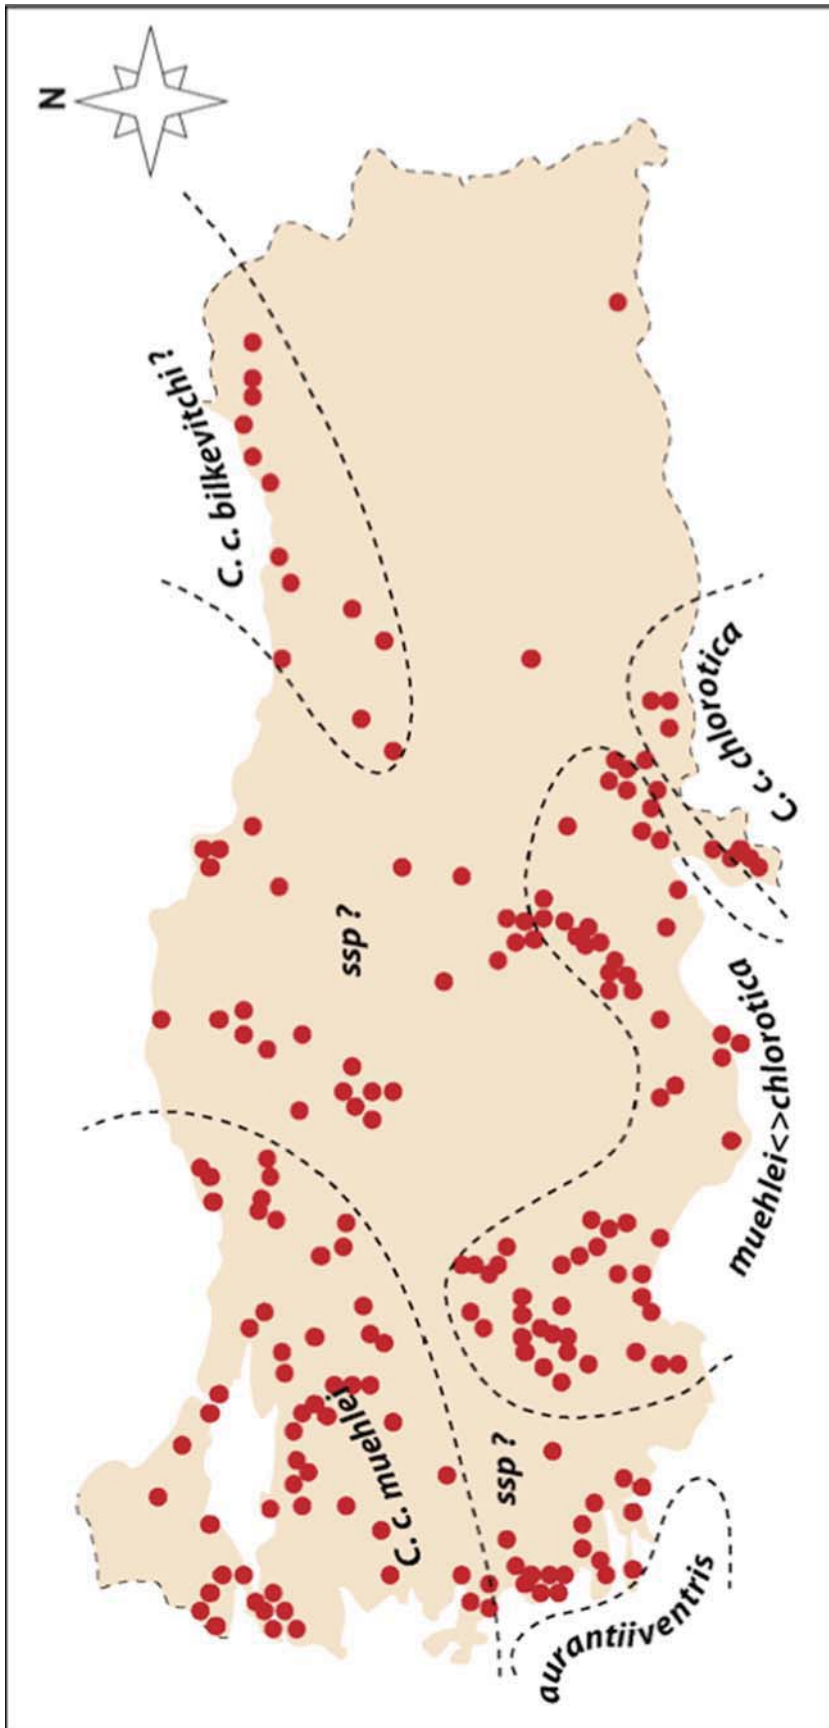 N
C. c. bilkevitchi ?
ssp ?
C. c. chlorotica
C. c. muehlei
muehlei<>chlorotica
ssp ?
aurantiiventris